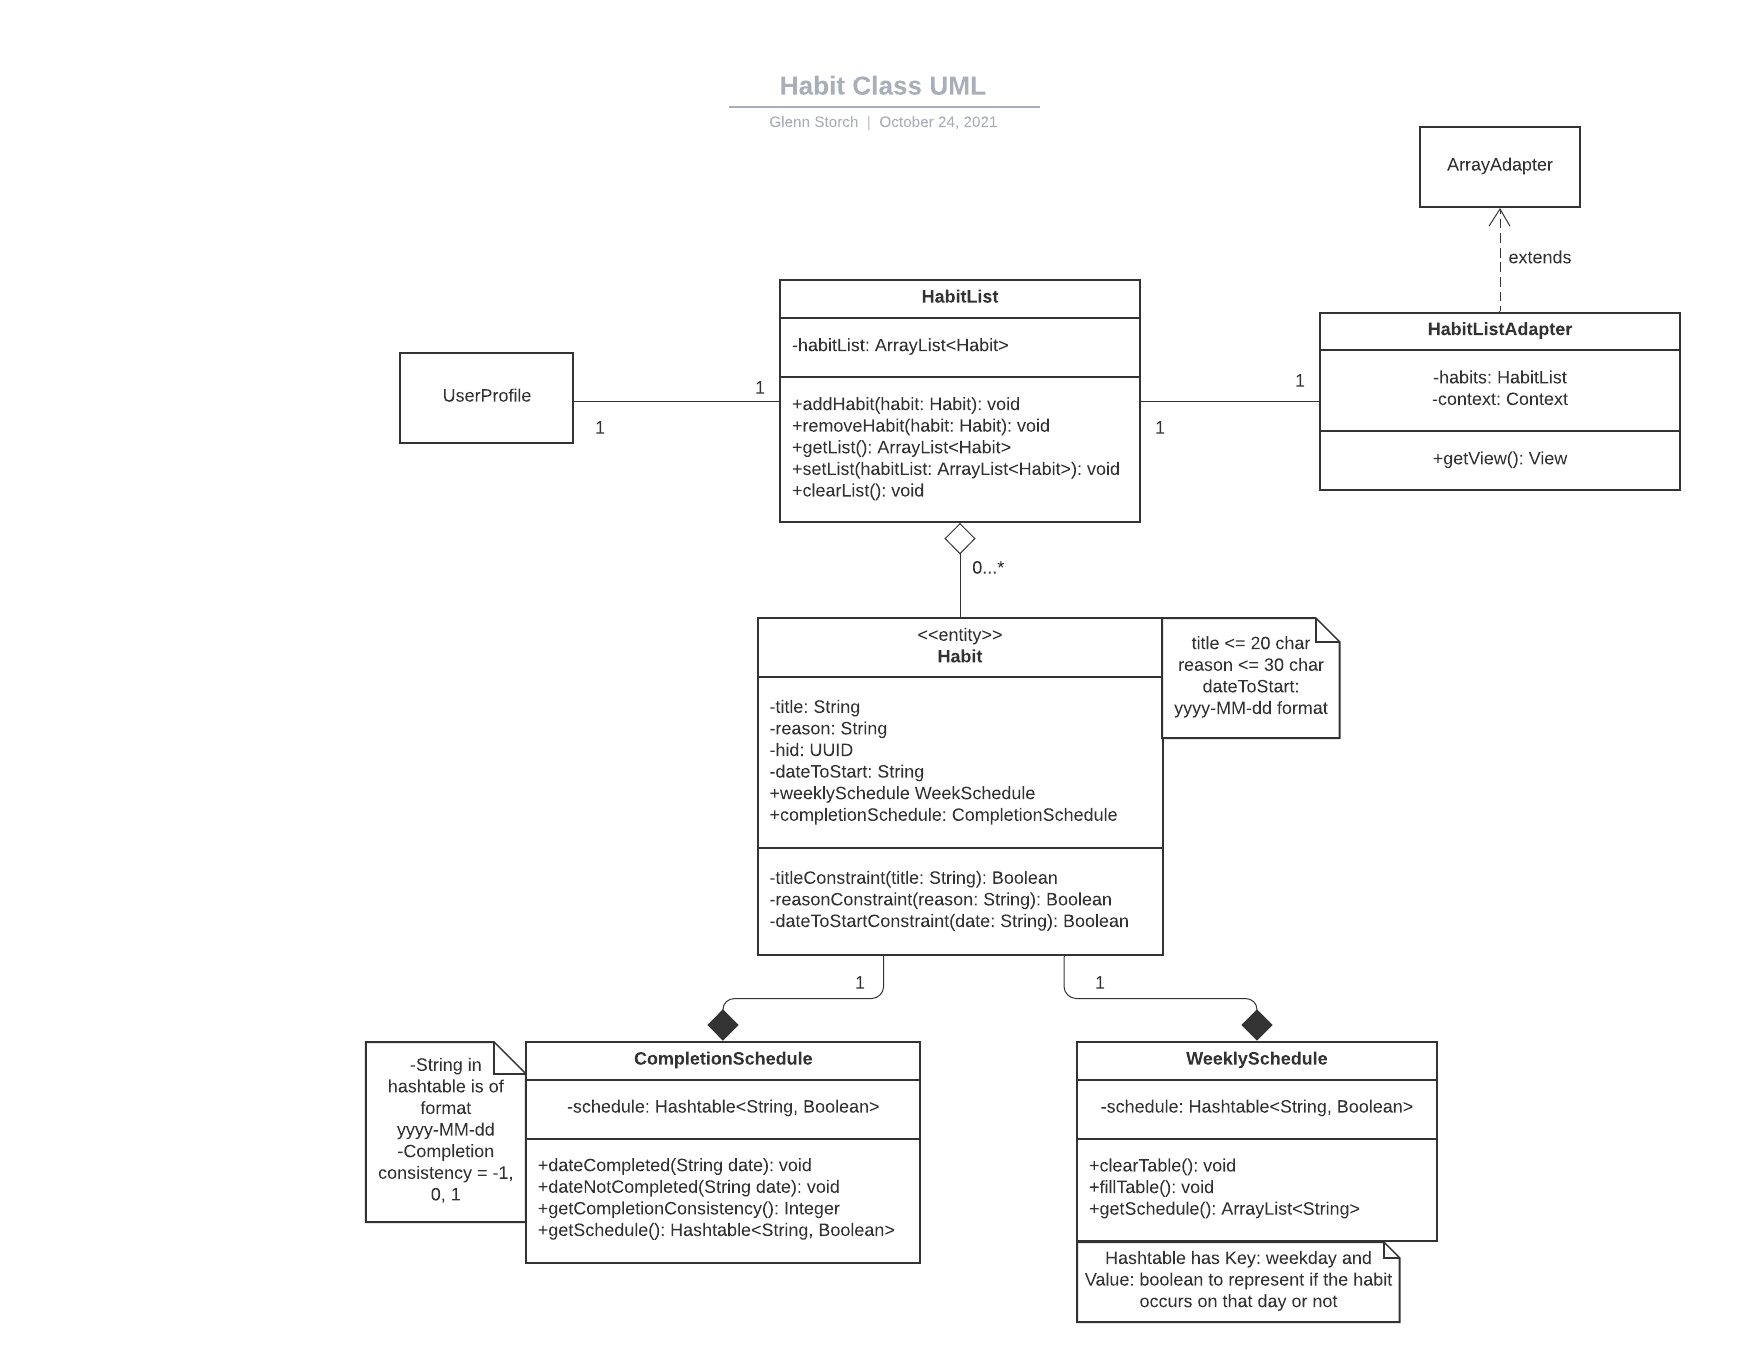 Habit Class UML
Glenn Storch | October 24, 2021
ArrayAdapter
extends
HabitList
-habitList: ArrayList<Habit>
+addHabit(habit: Habit): void
+removeHabit(habit: Habit): void
+getList(): ArrayList<Habit>
+setList(habitList: ArrayList<Habit>): void
+clearList(): void
HabitListAdapter
-habits: HabitList
-context: Context
+getView(): View
UserProfile
1
1
1
1
0...*
<<entity>>
Habit
-title: String
-reason: String
-hid: UUID
-dateToStart: String
+weeklySchedule WeekSchedule
+completionSchedule: CompletionSchedule
-titleConstraint(title: String): Boolean
-reasonConstraint(reason: String): Boolean
-dateToStartConstraint(date: String): Boolean
title <= 20 char
reason <= 30 char
dateToStart:
yyyy-MM-dd format
1
1
-String in
hashtable is of
format
yyyy-MM-dd
-Completion
consistency = -1,
0, 1
CompletionSchedule
-schedule: Hashtable<String, Boolean>
+dateCompleted(String date): void
+dateNotCompleted(String date): void
+getCompletionConsistency(): Integer
+getSchedule(): Hashtable<String, Boolean>
WeeklySchedule
-schedule: Hashtable<String, Boolean>
+clearTable(): void
+fillTable(): void
+getSchedule(): ArrayList<String>
Hashtable has Key: weekday and
Value: boolean to represent if the habit
occurs on that day or not